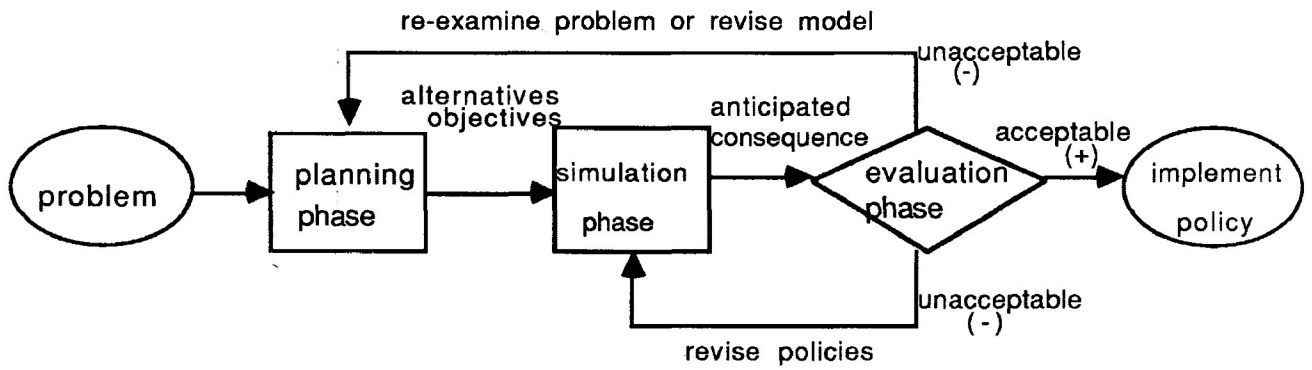 re-examine problem or revise model
unacceptable
(-)
alternatives
objectives
anticipated
consequence
acceptable
(+)
problem
planning
phase
simulation
phase
evaluation
phase
implement
policy
unacceptable
(-)
revise policies